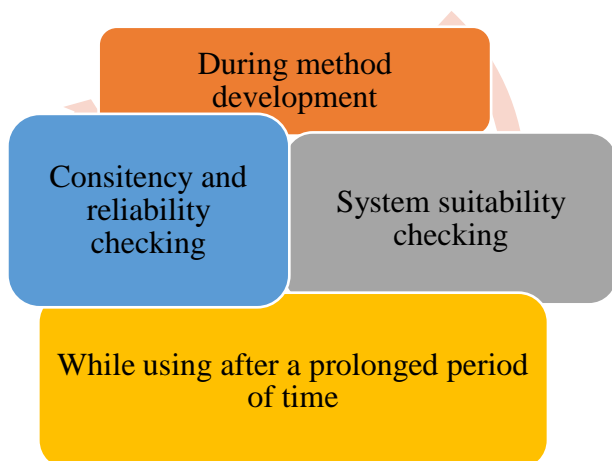 During method
development
Consitency and
reliability
checking
System suitability
checking
While using after a prolonged period
of time